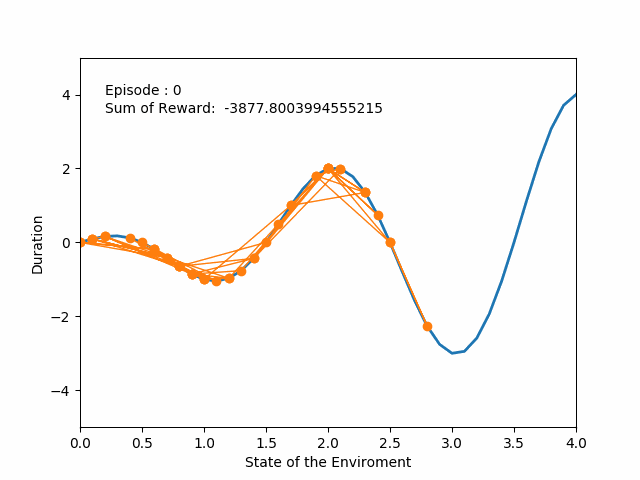 Episode : 0
Sum of Reward:  -3877.8003994555215
4
2
0
−2
−4
Duration
0.0 0.5 1.0 1.5 2.0 2.5 3.0 3.5 4.0
State of the Enviroment